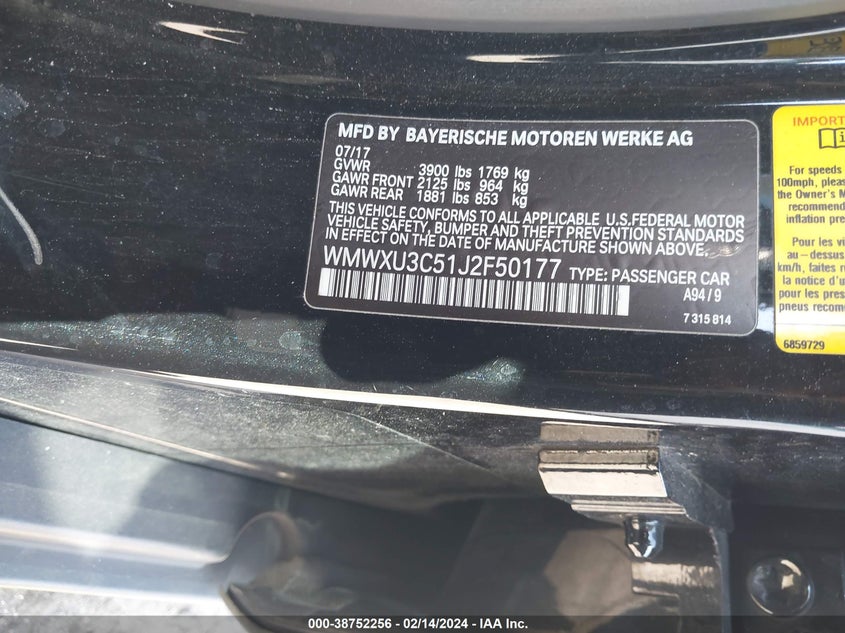 MFD BY BAYERISCHE MOTOREN WERKE AG
07/17
GVWR 3900 lbs 1769 kg
GAWR FRONT 2125 lbs 964 kg
GAWR REAR 1881 lbs 853 kg
THIS VEHICLE CONFORMS TO ALL APPLICABLE U.S.FEDERAL MOTOR
VEHICLE SAFETY, BUMPER AND THEFT PREVENTION STANDARDS
IN EFFECT ON THE DATE OF MANUFACTURE SHOWN ABOVE.
WMWXU3C51J2F50177 TYPE: PASSENGER CAR
A94/9
7 315 814
IMPORT
For speeds
100mph, please
the Owner's M
recommend
inflation pre
Pour les vi
au-dessus
km/h, faites r
pour les pres
pneus recom
6859729
000-38752256 - 02/14/2024 - IAA Inc.